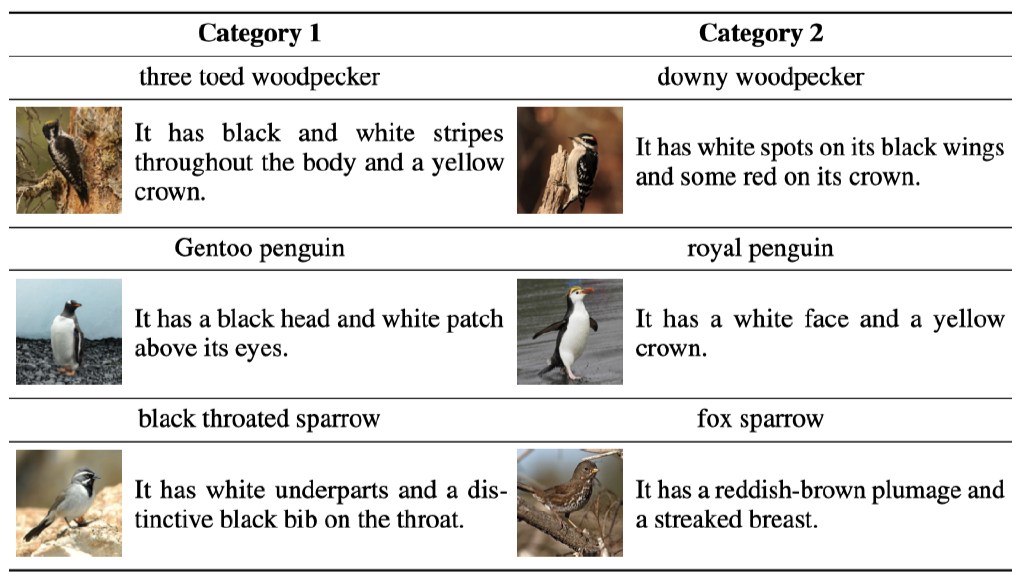 Category 1
Category 2
three toed woodpecker
downy woodpecker
It has black and white stripes
throughout the body and a yellow
crown.
It has white spots on its black wings
and some red on its crown.
Gentoo penguin
royal penguin
It has a black head and white patch
above its eyes.
It has a white face and a yellow
crown.
black throated sparrow
fox sparrow
It has white underparts and a dis-
tinctive black bib on the throat.
It has a reddish-brown plumage and
a streaked breast.